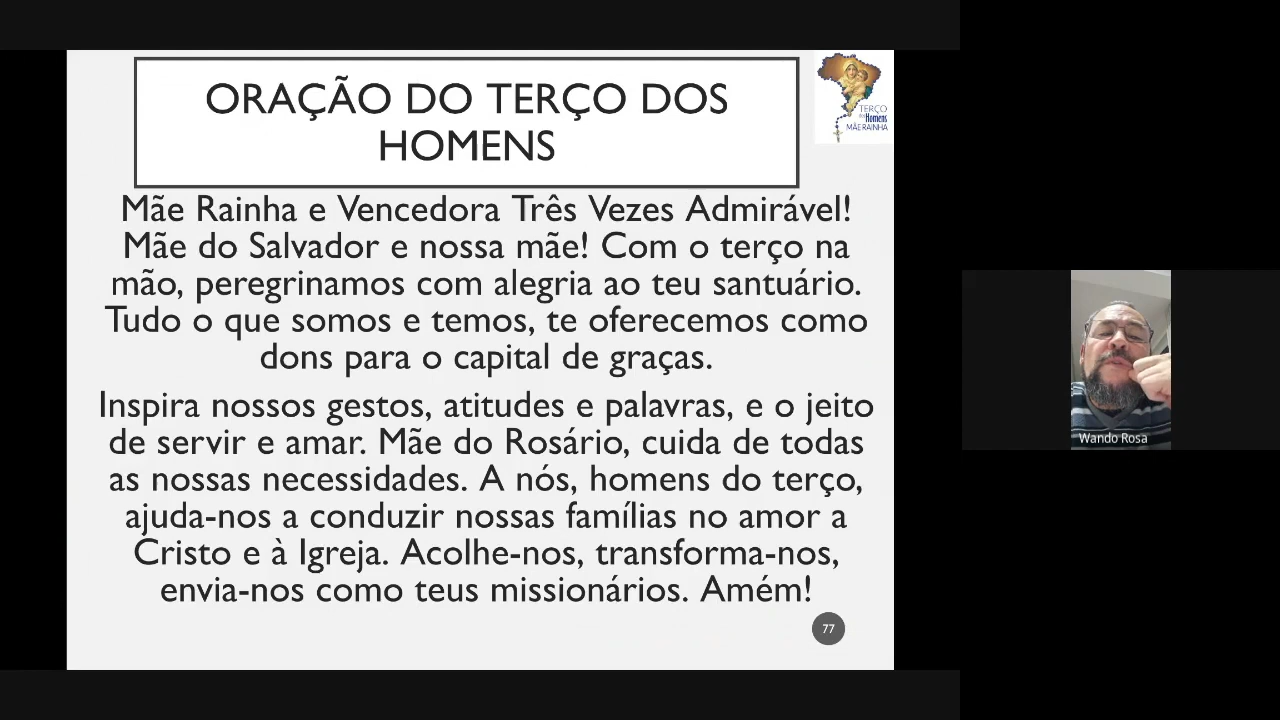 ORAÇÃO DO TERÇO DOS
HOMENS
TERÇO
dos Homens
MÃE RAINHA
Mãe Rainha e Vencedora Três Vezes Admirável!
Mãe do Salvador e nossa mãe! Com o terço na
mão, peregrinamos com alegria ao teu santuário.
Tudo o que somos e temos, te oferecemos como
dons para o capital de graças.
Inspira nossos gestos, atitudes e palavras, e o jeito
de servir e amar. Mãe do Rosário, cuida de todas
as nossas necessidades. A nós, homens do terço,
ajuda-nos a conduzir nossas famílias no amor a
Cristo e à Igreja. Acolhe-nos, transforma-nos,
envia-nos como teus missionários. Amém!
77
Wando Rosa